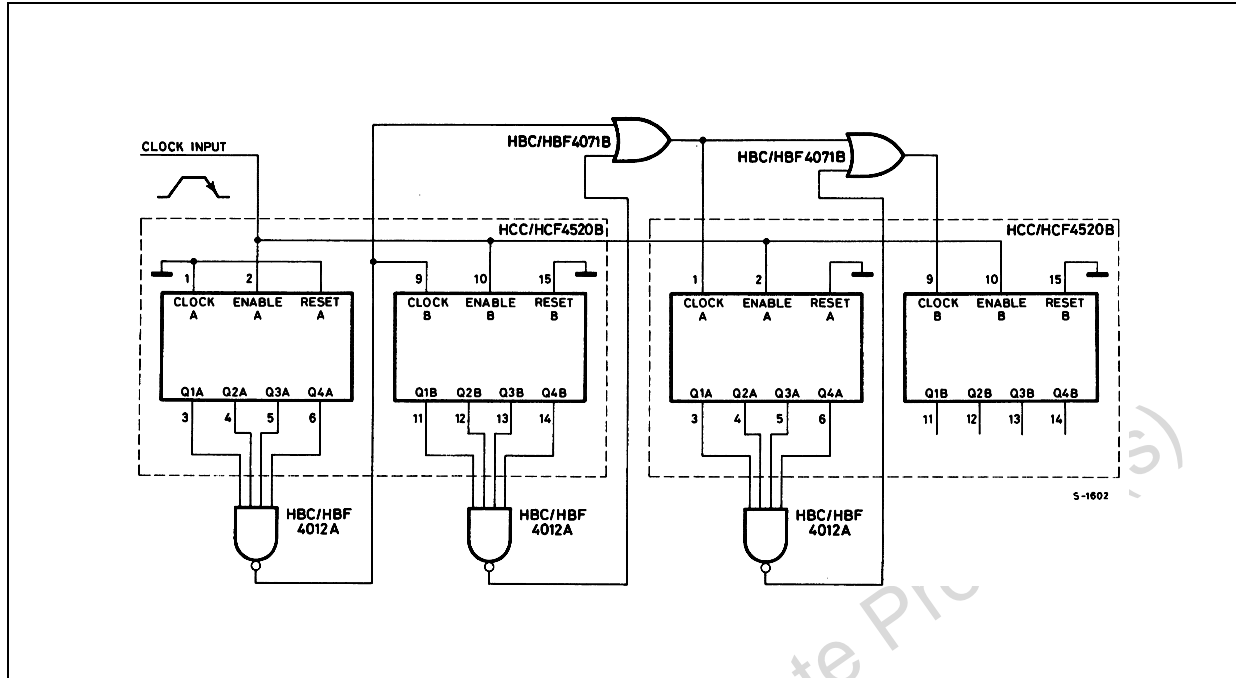 CLOCK INPUT
HBC/HBF4071B
HBC/HBF4071B
HCC/HCF4520B
HCC/HCF4520B
1 2
9 10 15
1 2
9 10 15
CLOCK A
ENABLE A
RESET A
CLOCK B
ENABLE B
RESET B
CLOCK A
ENABLE A
RESET A
CLOCK B
ENABLE B
RESET B
Q1A Q2A Q3A Q4A
Q1B Q2B Q3B Q4B
Q1A Q2A Q3A Q4A
Q1B Q2B Q3B Q4B
3 4 5 6
11 12 13 14
3 4 5 6
11 12 13 14
S-1602
HBC/HBF
4012A
HBC/HBF
4012A
HBC/HBF
4012A